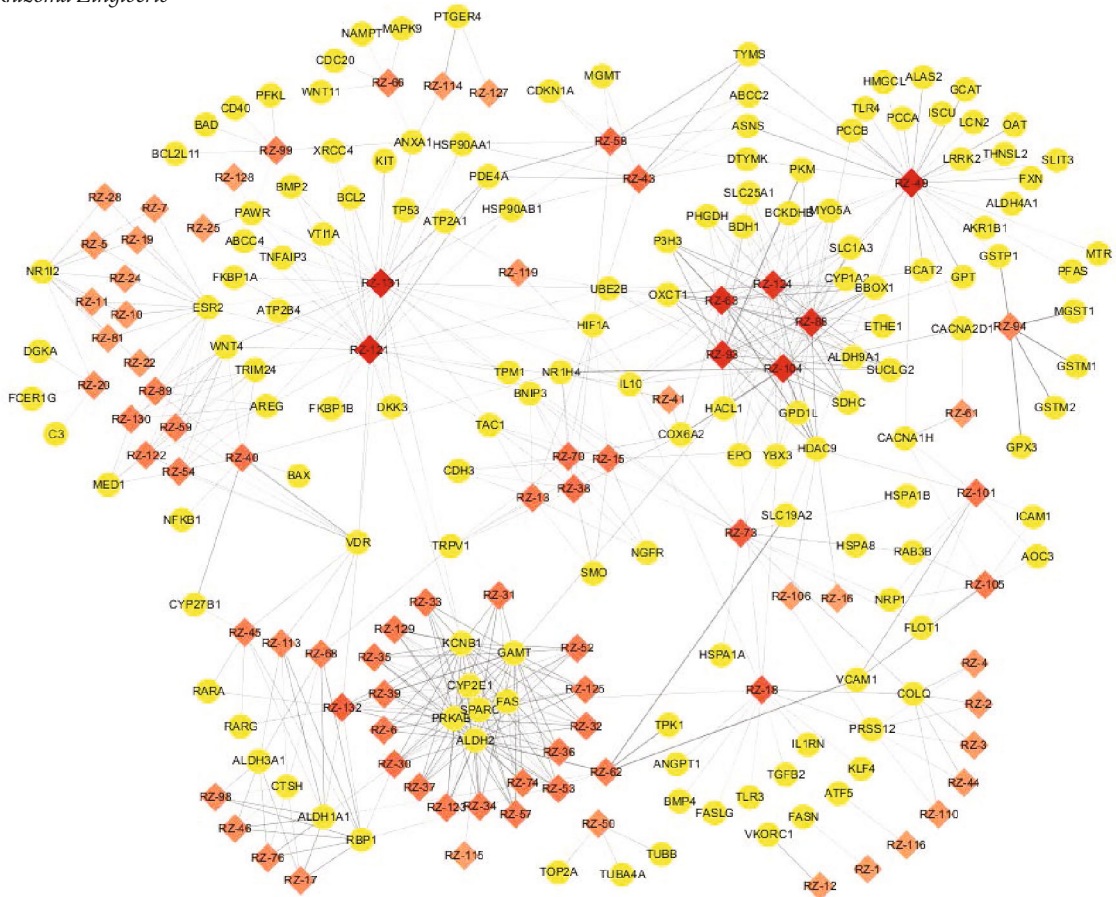 PTGER4
NAMPT
MAPK9
CDC20
TYMS
RZ-66
RZ-114
RZ-127
MGMT
HMGCL
ALAS2
GCAT
PFKL
WNT11
CDKN1A
ABCC2
TLR4
PCCA
ISCU
LCN2
OAT
CD40
BAD
ASNS
PCCB
BCL2L11
RZ-99
XRCC4
ANXA1
HSP90AA1
RZ-58
LRRK2
THNSL2
SLIT3
KIT
DTYMK
PKM
RZ-49
FXN
RZ-128
PDE4A
RZ-43
RZ-28
BMP2
BCL2
SLC25A1
ALDH4A1
RZ-7
PAWR
TP53
ATP2A1
HSP90AB1
PHGDH
BCKDHB
MYO5A
AKR1B1
RZ-25
VTI1A
BDH1
RZ-5
RZ-19
ABCC4
TNFAIP3
P3H3
SLC1A3
GSTP1
MTR
NR1I2
RZ-24
FKBP1A
RZ-131
RZ-119
UBE2B
OXCT1
RZ-124
CYP1A2
BBOX1
BCAT2
GPT
PFAS
RZ-11
RZ-10
ESR2
ATP2B4
RZ-63
MGST1
RZ-81
HIF1A
RZ-88
ETHE1
CACNA2D1
RZ-94
DGKA
WNT4
RZ-121
RZ-93
RZ-22
TRIM24
TPM1
NR1H4
RZ-104
ALDH9A1
SUCLG2
GSTM1
RZ-20
RZ-89
BNIP3
IL10
FCER1G
AREG
FKBP1B
DKK3
RZ-41
HACL1
GPD1L
SDHC
GSTM2
RZ-130
RZ-59
TAC1
RZ-61
C3
COX6A2
CACNA1H
GPX3
RZ-122
RZ-40
RZ-70
RZ-15
EPO
YBX3
HDAC9
RZ-54
BAX
CDH3
MED1
RZ-38
RZ-101
RZ-13
NFKB1
SLC19A2
HSPA1B
ICAM1
VDR
TRPV1
RZ-73
HSPA8
RAB3B
NGFR
AOC3
SMO
RZ-105
CYP27B1
RZ-33
RZ-31
RZ-106
RZ-16
NRP1
RZ-45
RZ-129
FLOT1
RZ-113
KCNB1
RZ-52
RZ-68
RZ-35
GAMT
HSPA1A
RZ-4
VCAM1
RARA
CYP2E1
RZ-125
RZ-18
COLQ
RZ-39
FAS
RZ-2
RZ-132
SPARC
RARG
RZ-6
RZ-32
TPK1
PRSS12
ALDH2
RZ-36
IL1RN
RZ-3
ALDH3A1
RZ-30
ANGPT1
KLF4
CTSH
RZ-37
RZ-74
RZ-53
RZ-62
TGFB2
RZ-44
RZ-98
BMP4
TLR3
ATF5
RZ-123
RZ-34
RZ-57
FASLG
RZ-110
ALDH1A1
FASN
RZ-46
RZ-50
VKORC1
RBP1
RZ-116
RZ-76
RZ-115
TUBB
RZ-17
TOP2A
TUBA4A
RZ-1
RZ-12